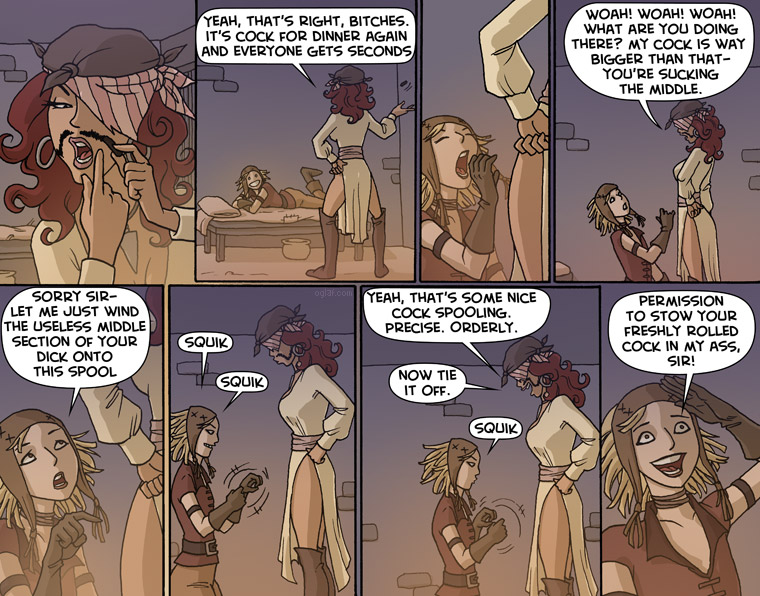 YEAH, THAT'S RIGHT, BITCHES.
IT'S COCK FOR DINNER AGAIN
AND EVERYONE GETS SECONDS
WOAH! WOAH! WOAH!
WHAT ARE YOU DOING
THERE? MY COCK IS WAY
BIGGER THAN THAT-
YOU'RE SUCKING
THE MIDDLE.
SORRY SIR-
LET ME JUST WIND
THE USELESS MIDDLE
SECTION OF YOUR
DICK ONTO
THIS SPOOL
oglaf.com
SQUIK
SQUIK
YEAH, THAT'S SOME NICE
COCK SPOOLING.
PRECISE. ORDERLY.
NOW TIE
IT OFF.
SQUIK
PERMISSION
TO STOW YOUR
FRESHLY ROLLED
COCK IN MY ASS,
SIR!